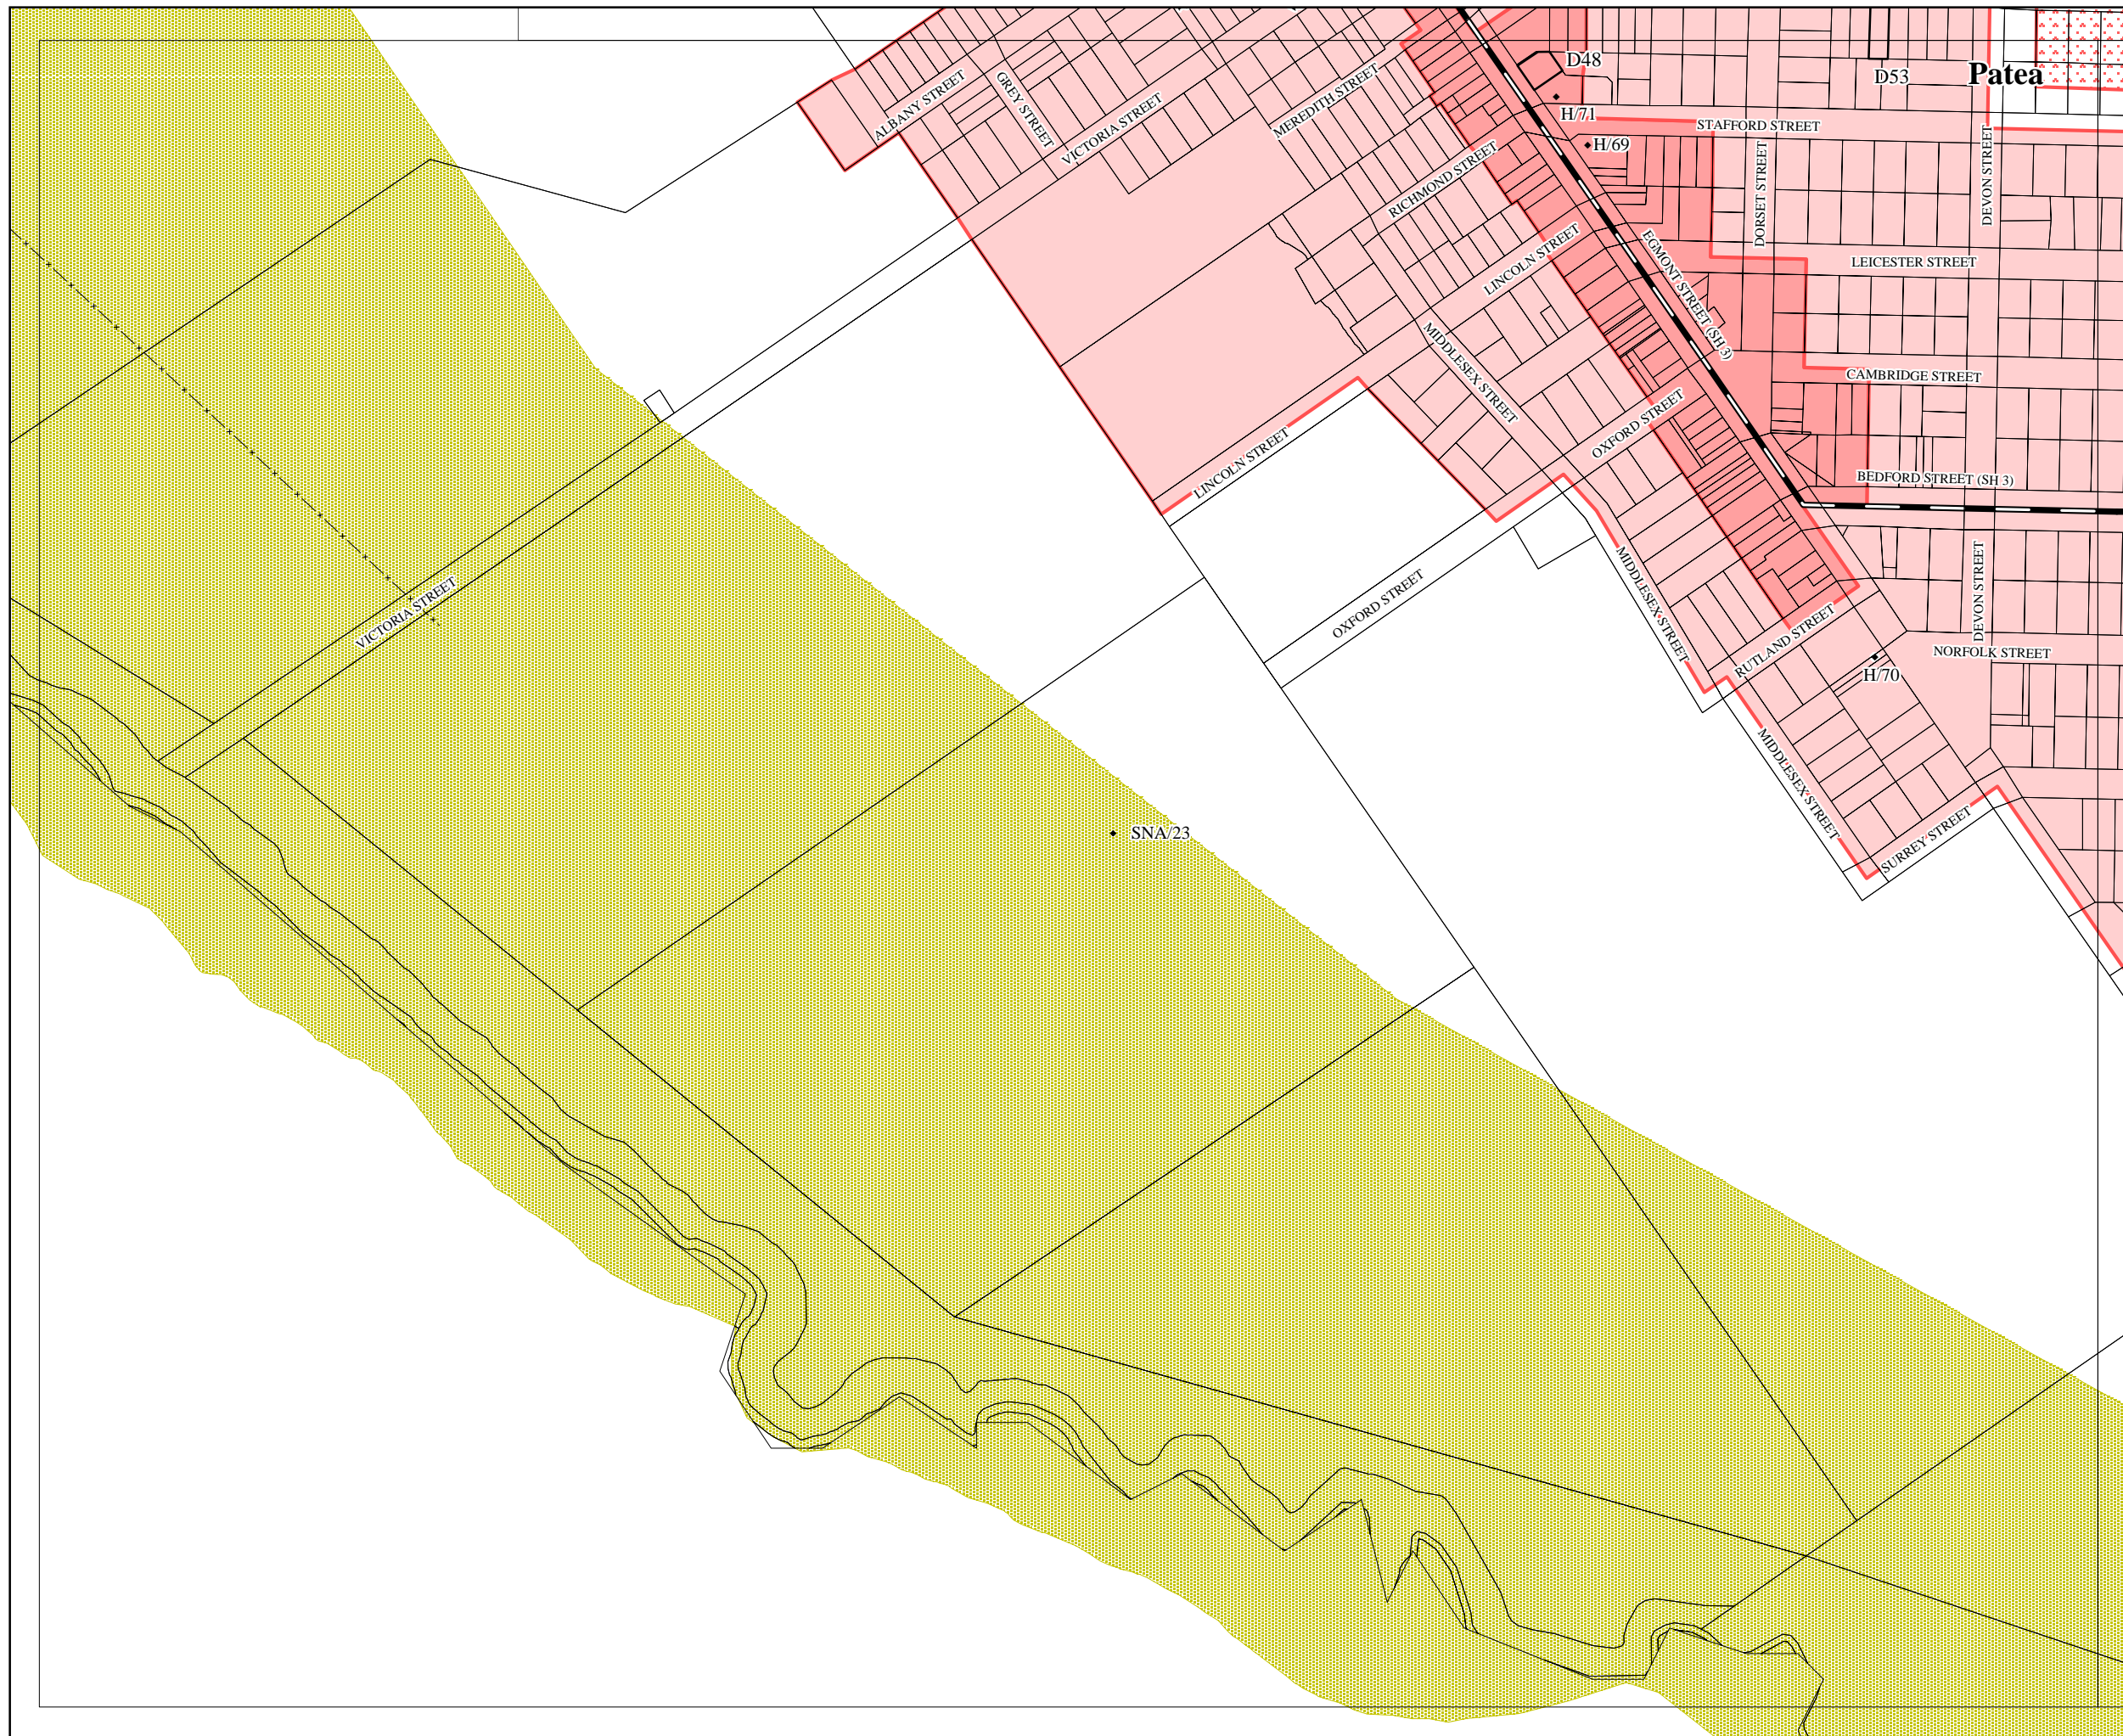 D48
D53
Patea
ALBANY STREET
GREY STREET
VICTORIA STREET
MEREDITH STREET
H/71
STAFFORD STREET
H/69
RICHMOND STREET
DORSET STREET
DEVON STREET
LINCOLN STREET
EGMONT STREET (SH 3)
LEICESTER STREET
MIDDLESEX STREET
CAMBRIDGE STREET
OXFORD STREET
LINCOLN STREET
BEDFORD STREET (SH 3)
VICTORIA STREET
OXFORD STREET
MIDDLESEX STREET
DEVON STREET
RUTLAND STREET
NORFOLK STREET
H/70
MIDDLESEX STREET
SURREY STREET
SNA/23